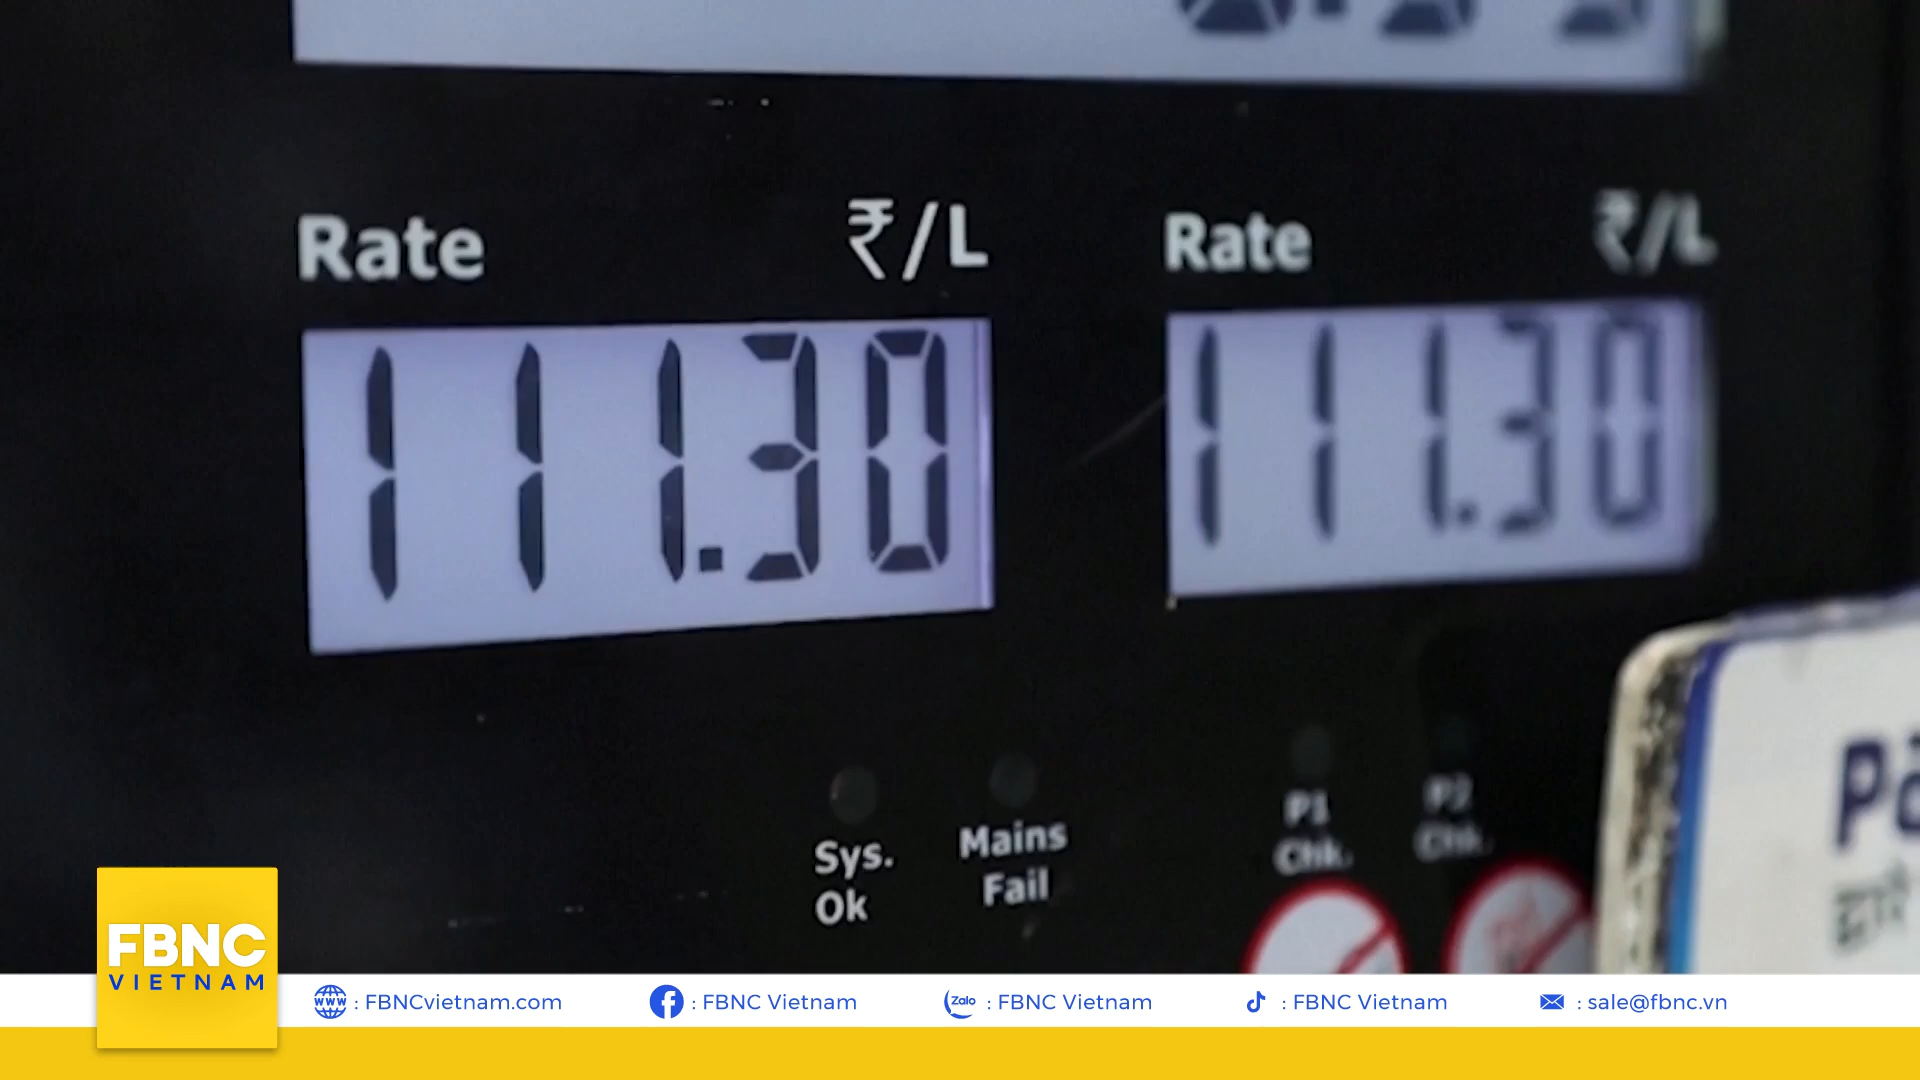 Rate ₹/L Rate ₹/L
111.30 111.30
Sys.
Ok
Mains
Fail
P1
Chk.
P2
Chk.
FBNC
VIETNAM
www : FBNCvietnam.com
: FBNC Vietnam
Zalo : FBNC Vietnam
: FBNC Vietnam
: sale@fbnc.vn